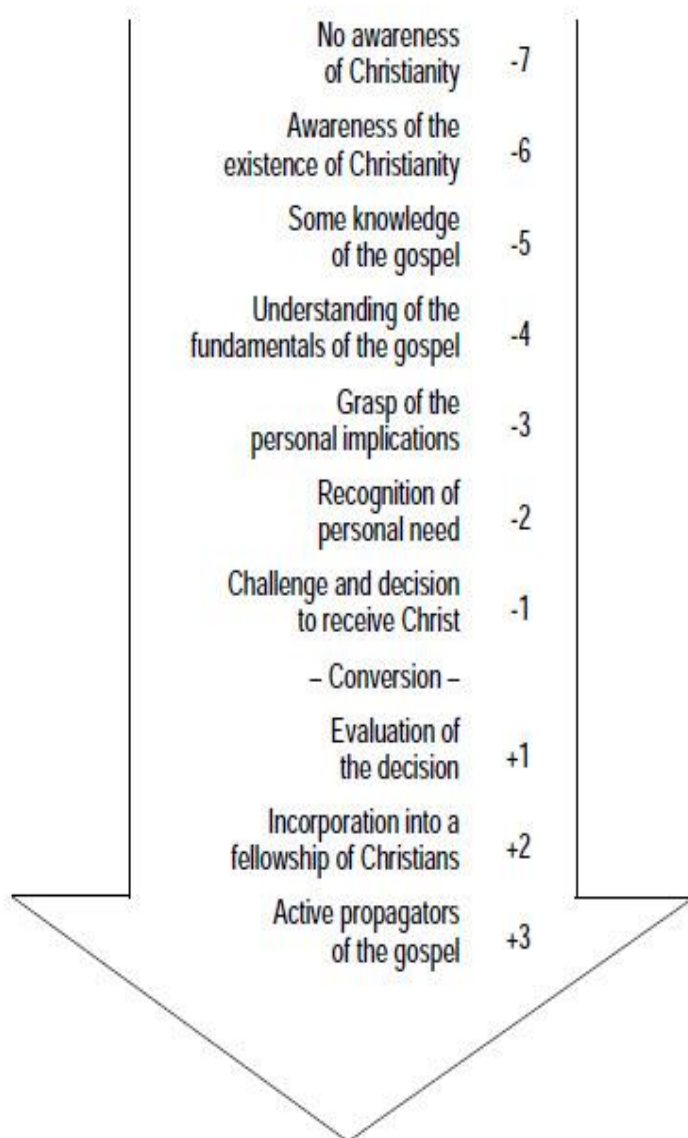 No awareness
of Christianity -7
Awareness of the
existence of Christianity -6
Some knowledge
of the gospel -5
Understanding of the
fundamentals of the gospel -4
Grasp of the
personal implications -3
Recognition of
personal need -2
Challenge and decision
to receive Christ -1
– Conversion –
Evaluation of
the decision +1
Incorporation into a
fellowship of Christians +2
Active propagators
of the gospel +3